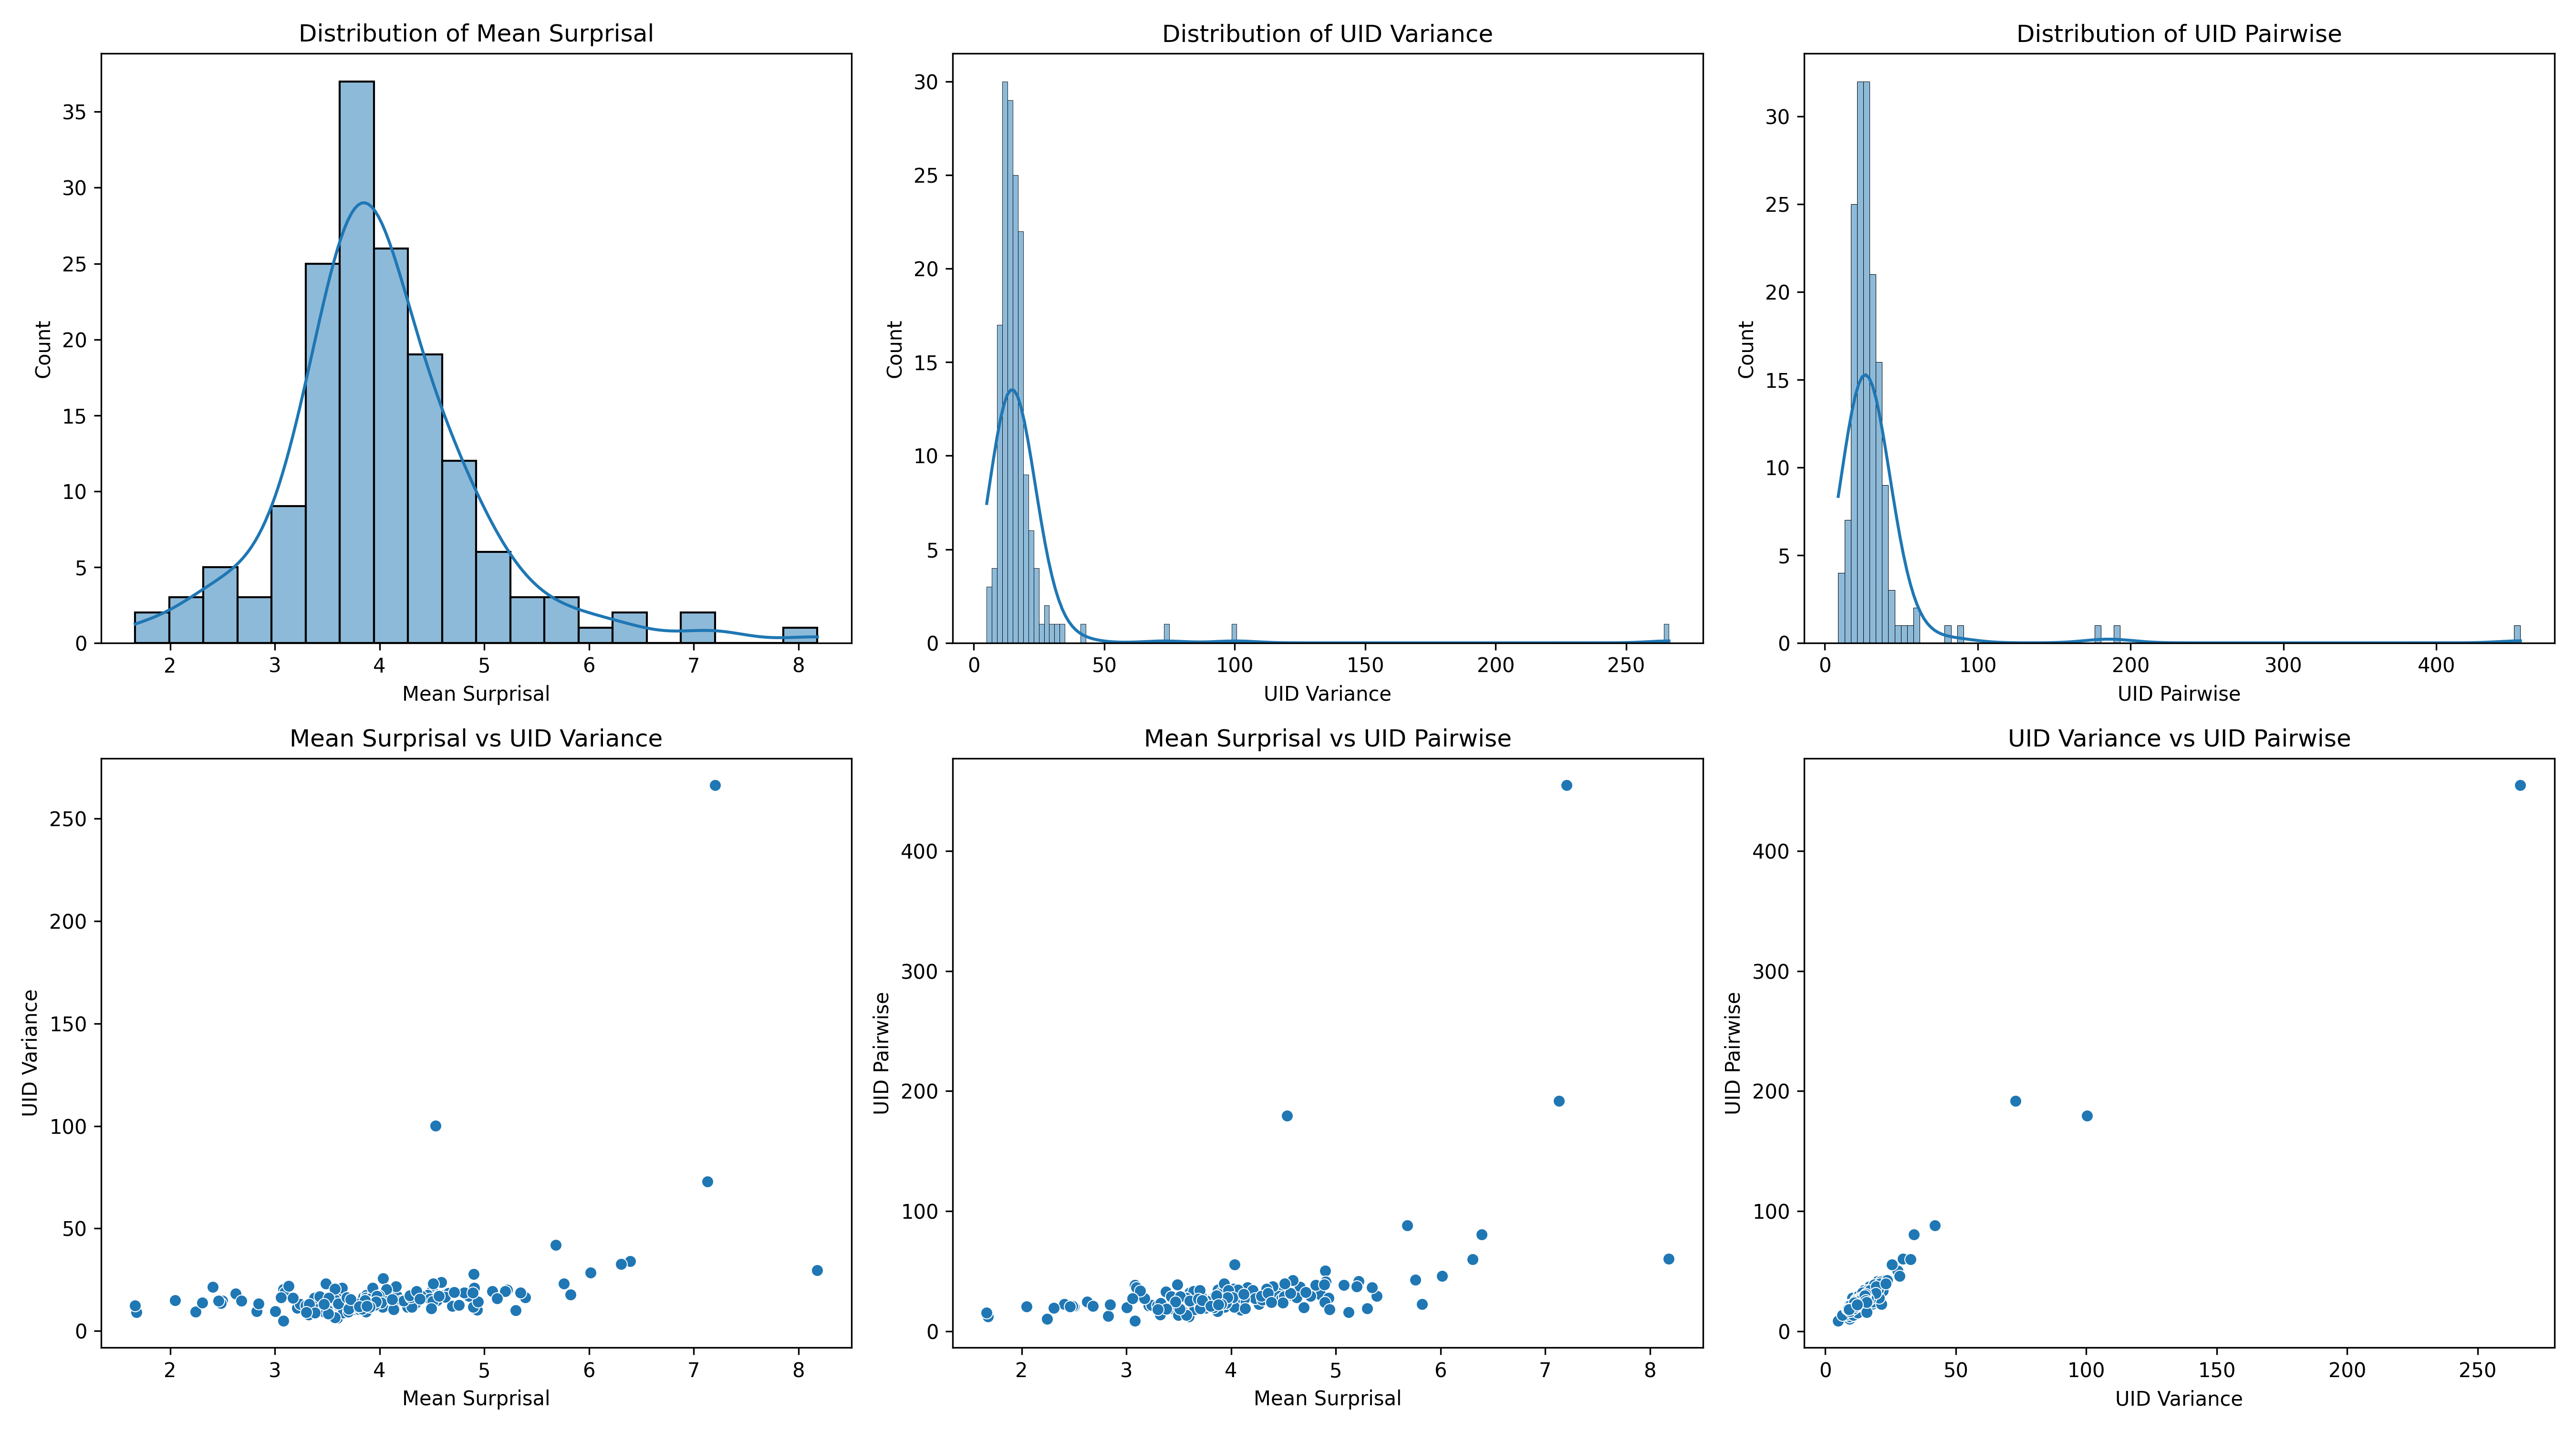 Distribution of Mean Surprisal
Count
35
30
25
20
15
10
5
0
2 3 4 5 6 7 8
Mean Surprisal
Distribution of UID Variance
Count
30
25
20
15
10
5
0
0 50 100 150 200 250
UID Variance
Distribution of UID Pairwise
Count
30
25
20
15
10
5
0
0 100 200 300 400
UID Pairwise
Mean Surprisal vs UID Variance
UID Variance
250
200
150
100
50
0
2 3 4 5 6 7 8
Mean Surprisal
Mean Surprisal vs UID Pairwise
UID Pairwise
400
300
200
100
0
2 3 4 5 6 7 8
Mean Surprisal
UID Variance vs UID Pairwise
UID Pairwise
400
300
200
100
0
0 50 100 150 200 250
UID Variance